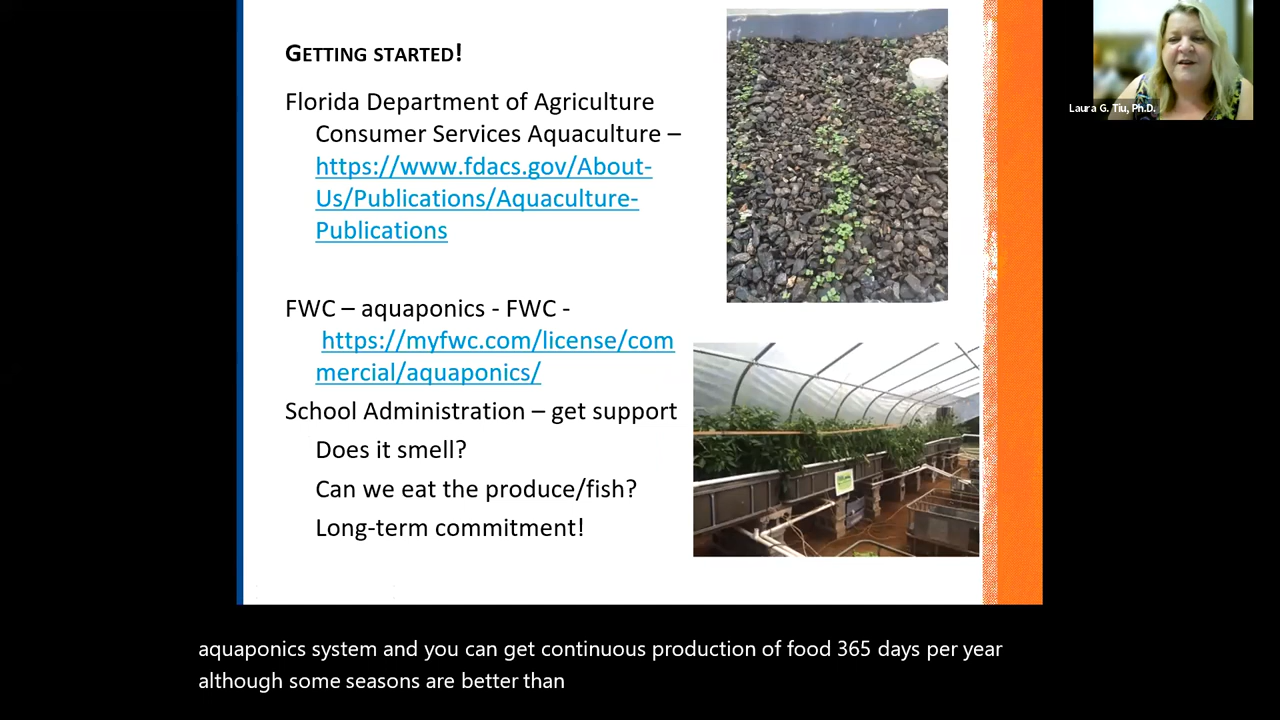 GETTING STARTED!
Florida Department of Agriculture
Consumer Services Aquaculture –
https://www.fdacs.gov/About-
Us/Publications/Aquaculture-
Publications
FWC – aquaponics - FWC -
https://myfwc.com/license/com
mercial/aquaponics/
School Administration – get support
Does it smell?
Can we eat the produce/fish?
Long-term commitment!
Laura G. Tiu, Ph.D.
aquaponics system and you can get continuous production of food 365 days per year
although some seasons are better than